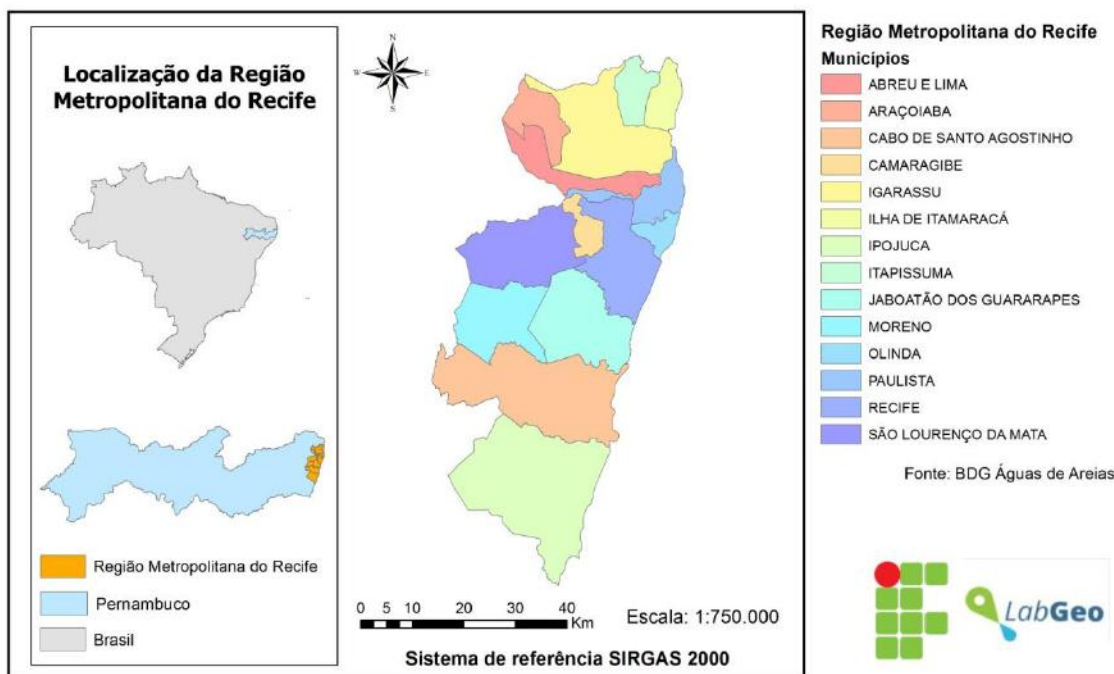 Localização da Região
Metropolitana do Recife
Região Metropolitana do Recife
Pernambuco
Brasil
N
W
E
S
0 5 10 20 30 40
Km
Escala: 1:750.000
Sistema de referência SIRGAS 2000
Região Metropolitana do Recife
Municípios
ABREU E LIMA
ARAÇOIABA
CABO DE SANTO AGOSTINHO
CAMARAGIBE
IGARASSU
ILHA DE ITAMARACÁ
IPOJUCA
ITAPISSUMA
JABOATÃO DOS GUARARAPES
MORENO
OLINDA
PAULISTA
RECIFE
SÃO LOURENÇO DA MATA
Fonte: BDG Águas de Areias
LabGeo